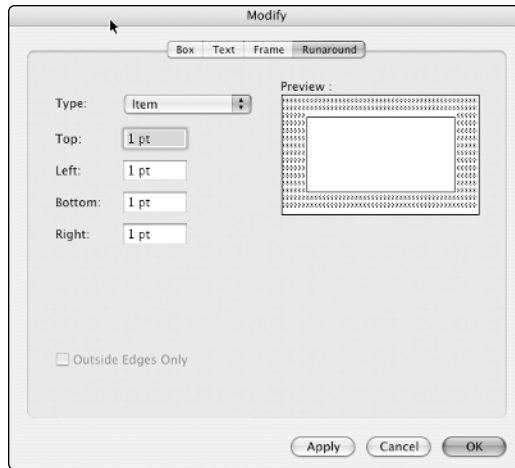 Modify
Box Text Frame Runaround
Preview :
Type: Item
Top: 1 pt
Left: 1 pt
Bottom: 1 pt
Right: 1 pt
Outside Edges Only
Apply Cancel OK